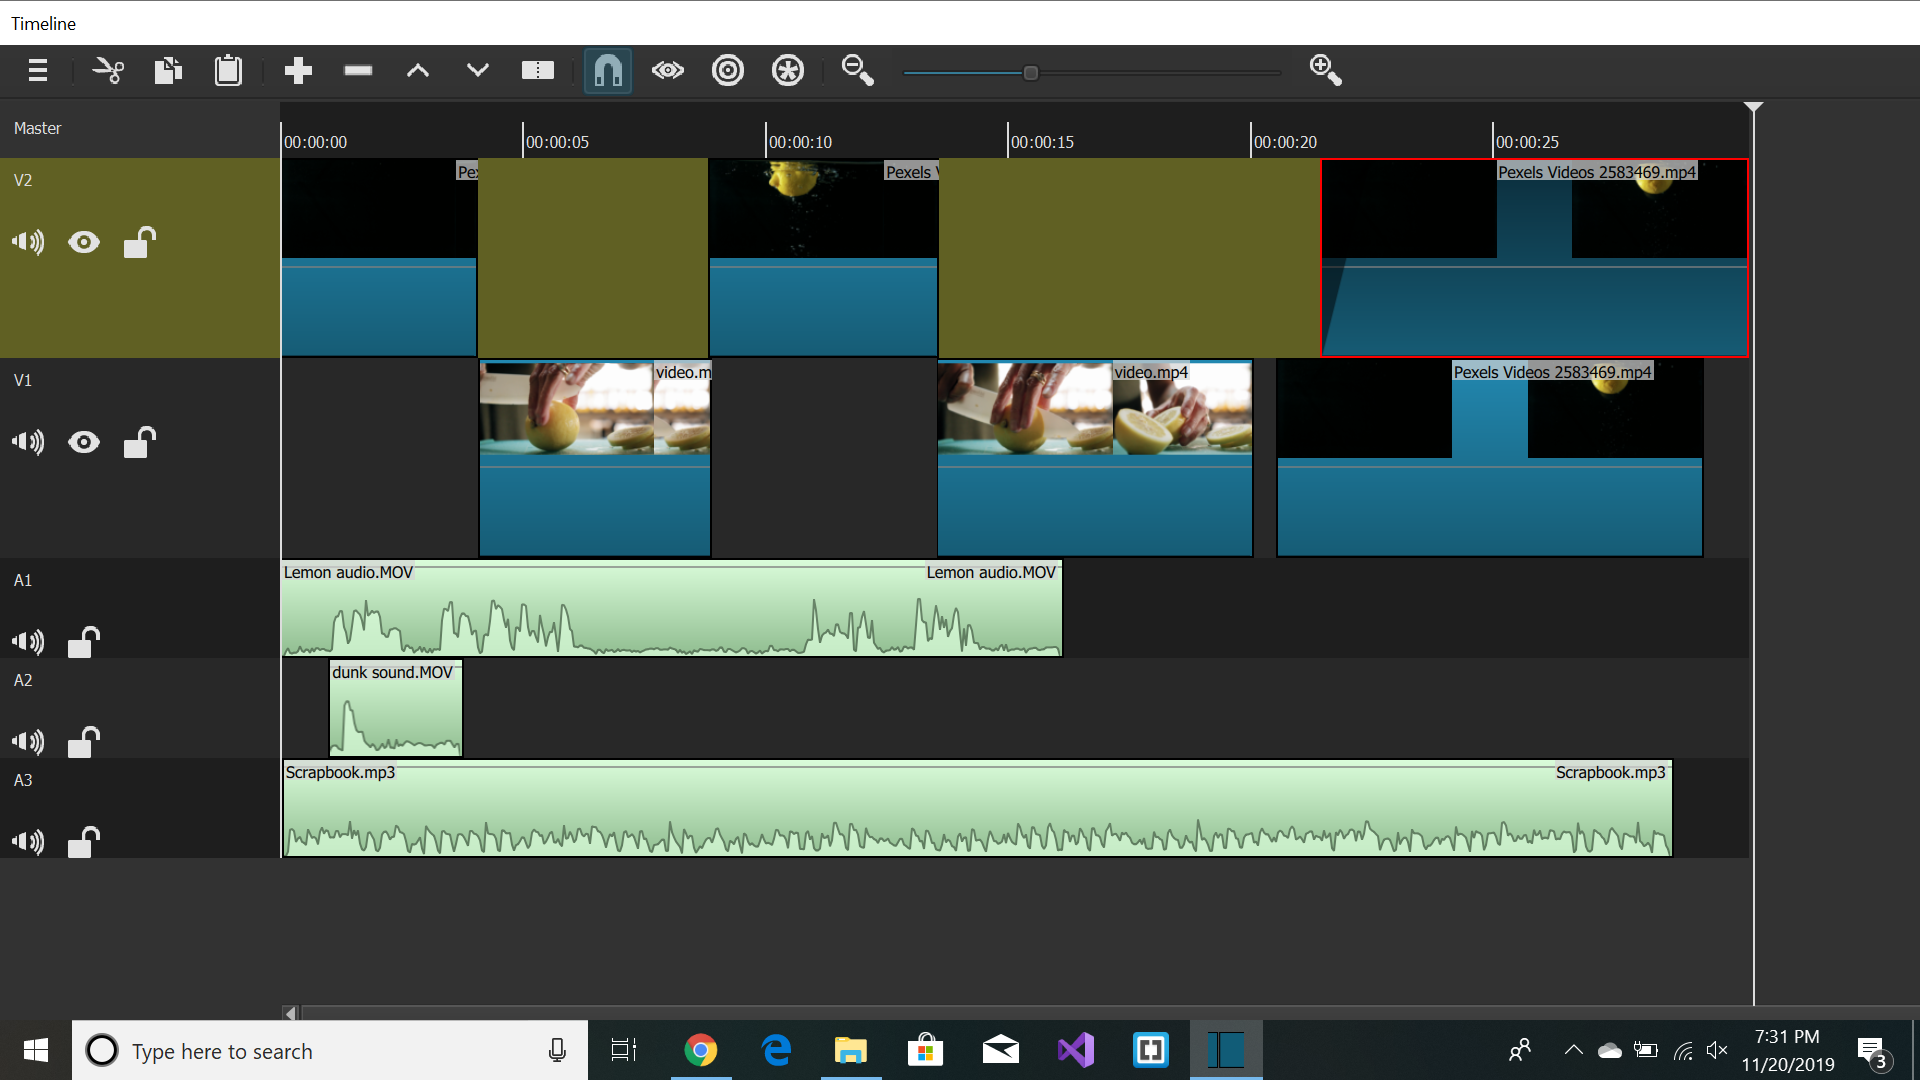 Timeline
Master
00:00:00 00:00:05 00:00:10 00:00:15 00:00:20 00:00:25
V2
Pe Pexels V Pexels Videos 2583469.mp4
V1
video.m video.mp4 Pexels Videos 2583469.mp4
A1
Lemon audio.MOV Lemon audio.MOV
A2
dunk sound.MOV
A3
Scrapbook.mp3 Scrapbook.mp3
Type here to search
7:31 PM
11/20/2019
3